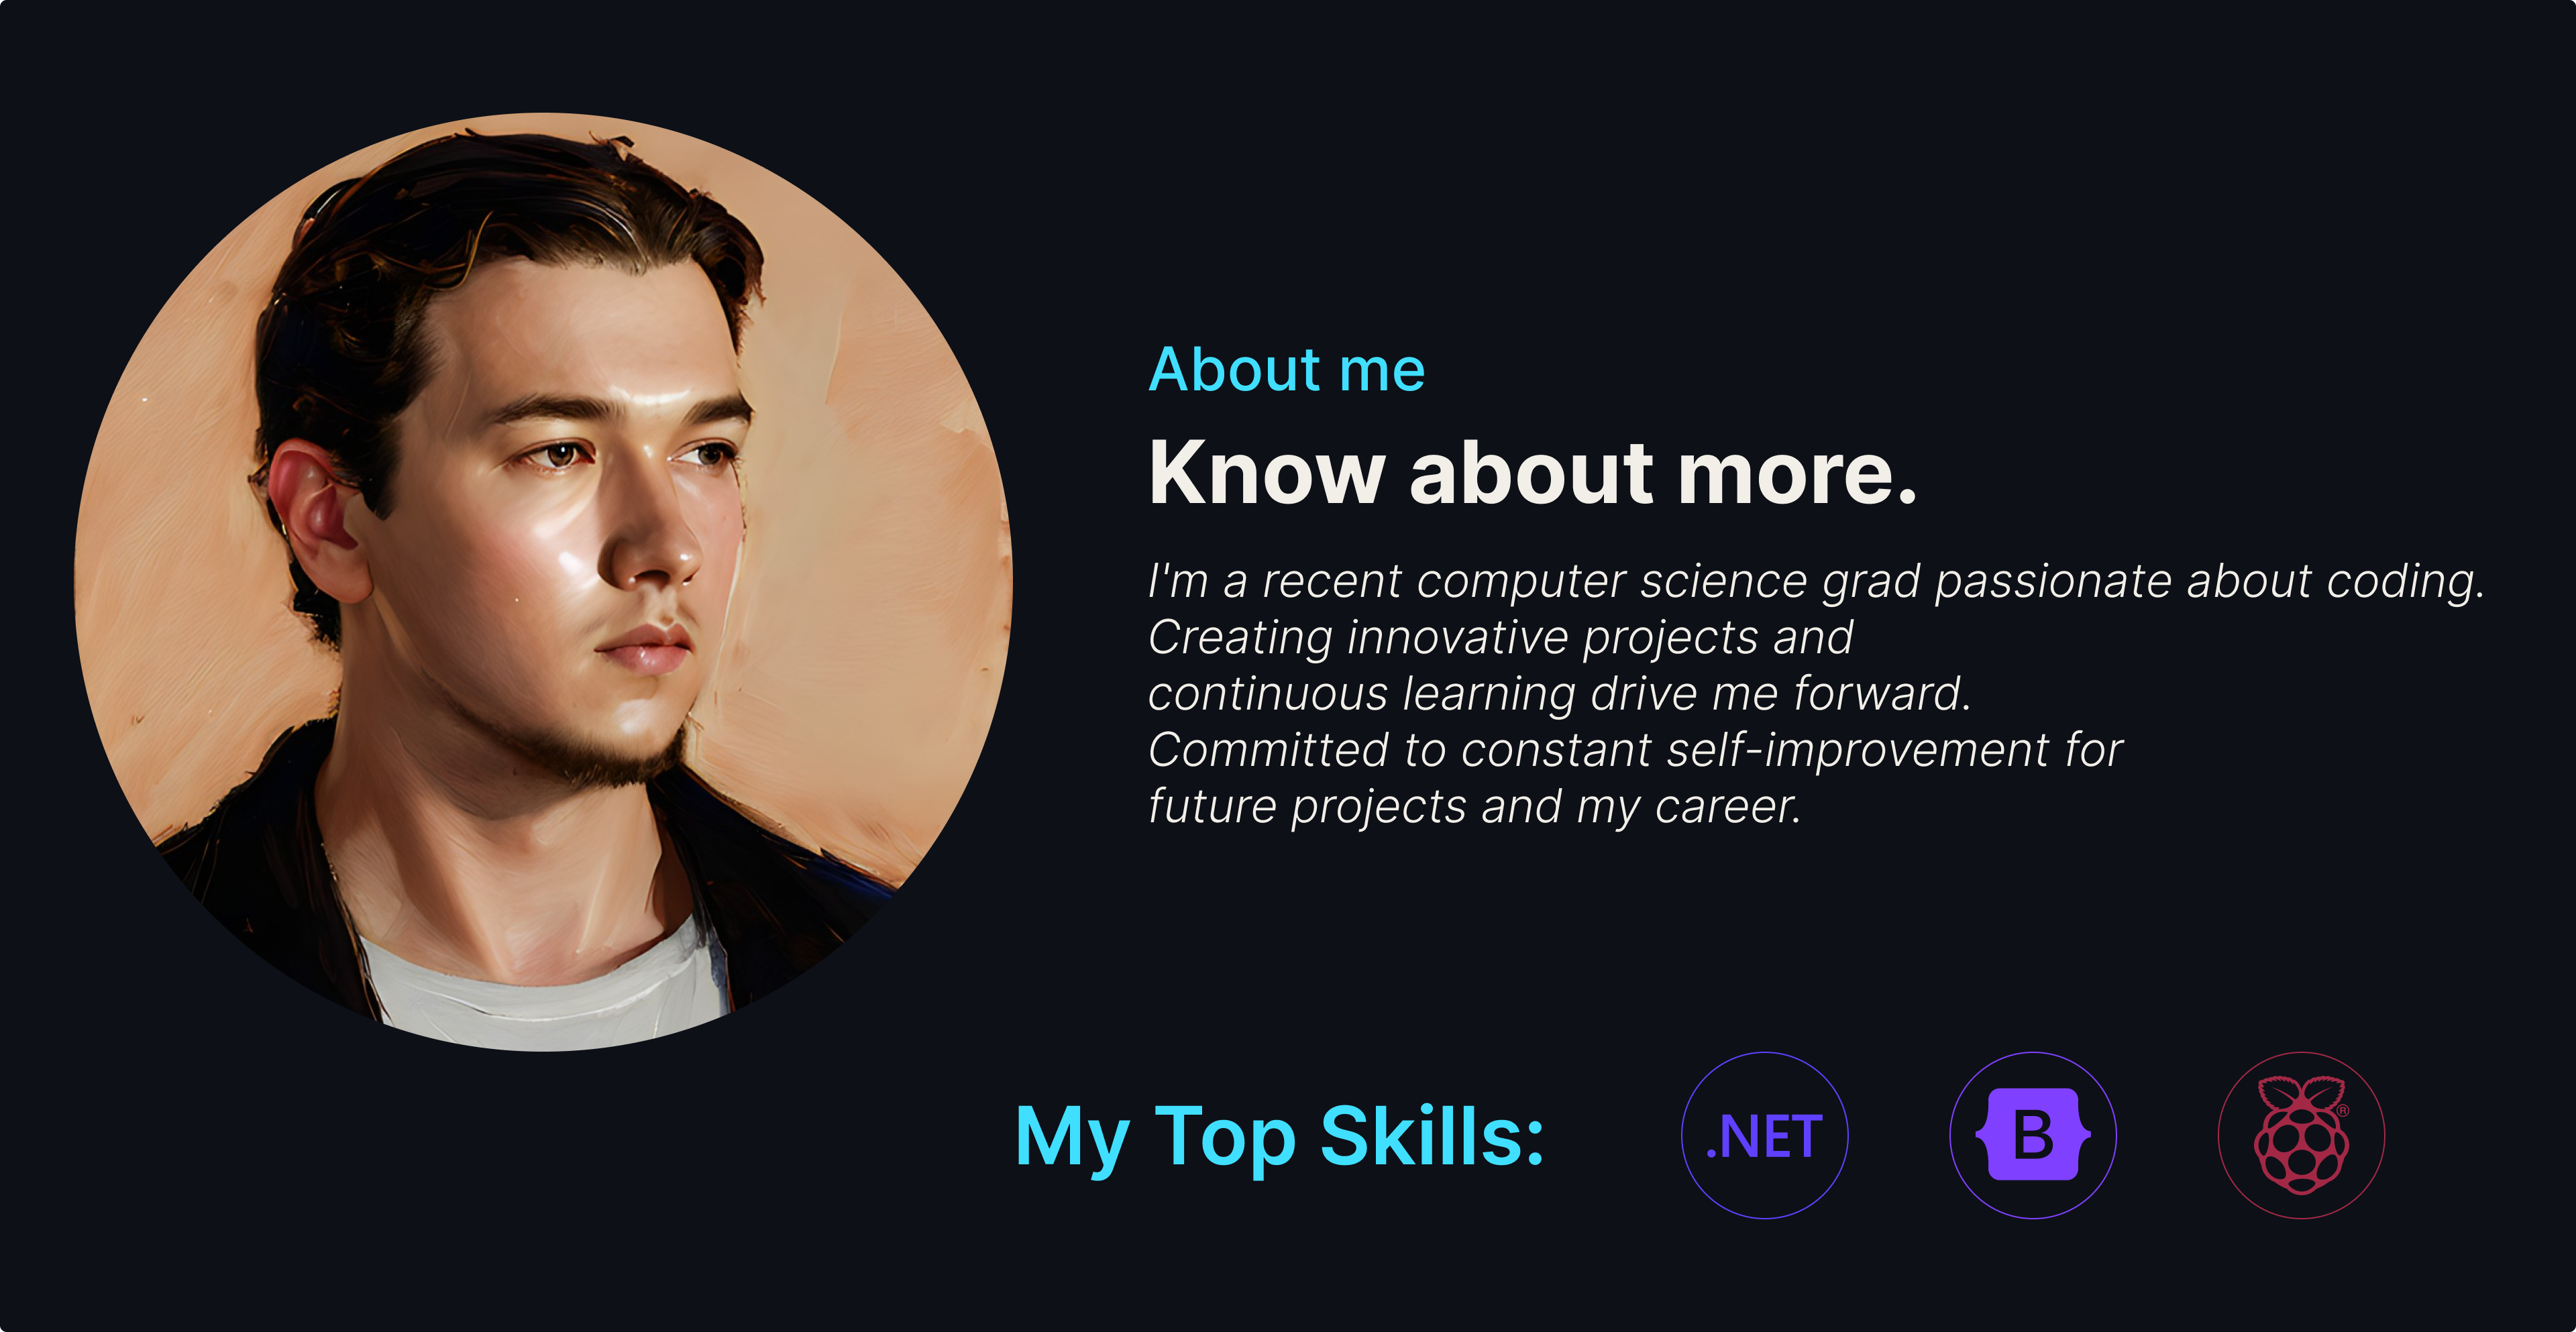 About me
Know about more.
I'm a recent computer science grad passionate about coding.
Creating innovative projects and
continuous learning drive me forward.
Committed to constant self-improvement for
future projects and my career.
My Top Skills:
.NET
B
®